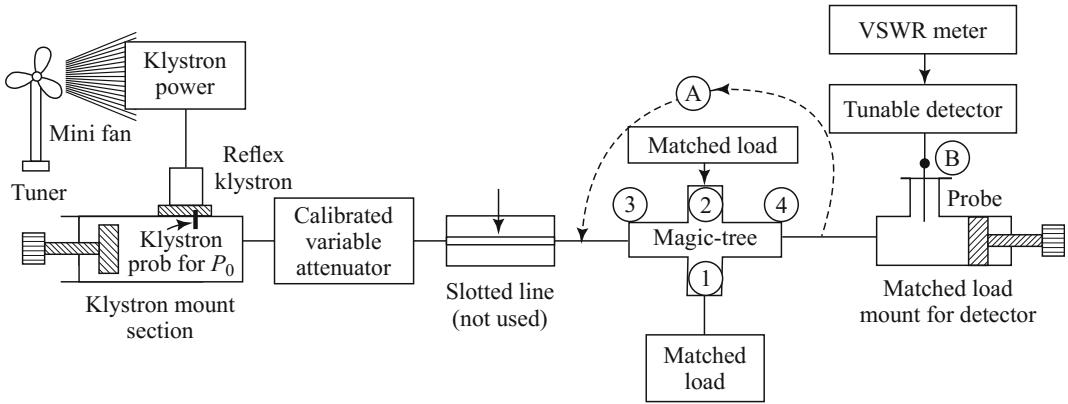 Klystron
power
Mini fan
Tuner
Reflex
klystron
Klystron
prob for P₀
Klystron mount
section
Calibrated
variable
attenuator
Slotted line
(not used)
A
Matched load
3
2
4
Magic-tree
1
Matched
load
VSWR meter
Tunable detector
B
Probe
Matched load
mount for detector